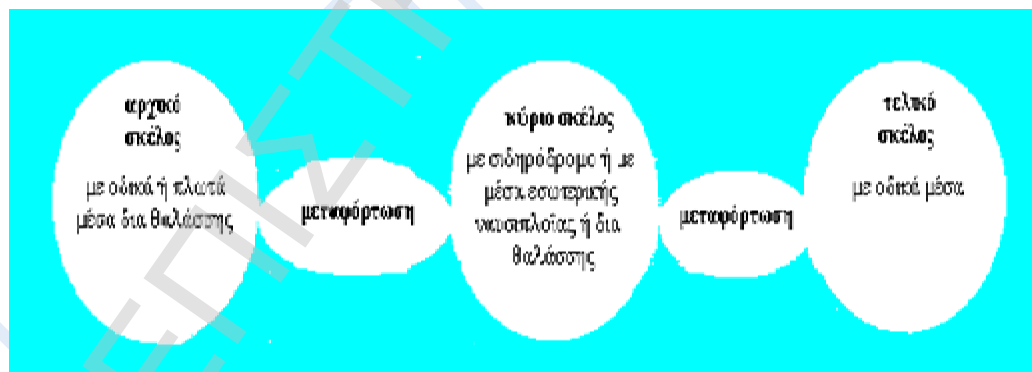 αρχικό
σκέλος
με οδικά ή πλωτά
μέσα δια θαλάσσης
μεταφόρτωση
κύριο σκέλος
με σιδηρόδρομο ή με
μέσα εσωτερικής
ναυσιπλοΐας ή δια
θαλάσσης
μεταφόρτωση
τελικό
σκέλος
με οδικά μέσα